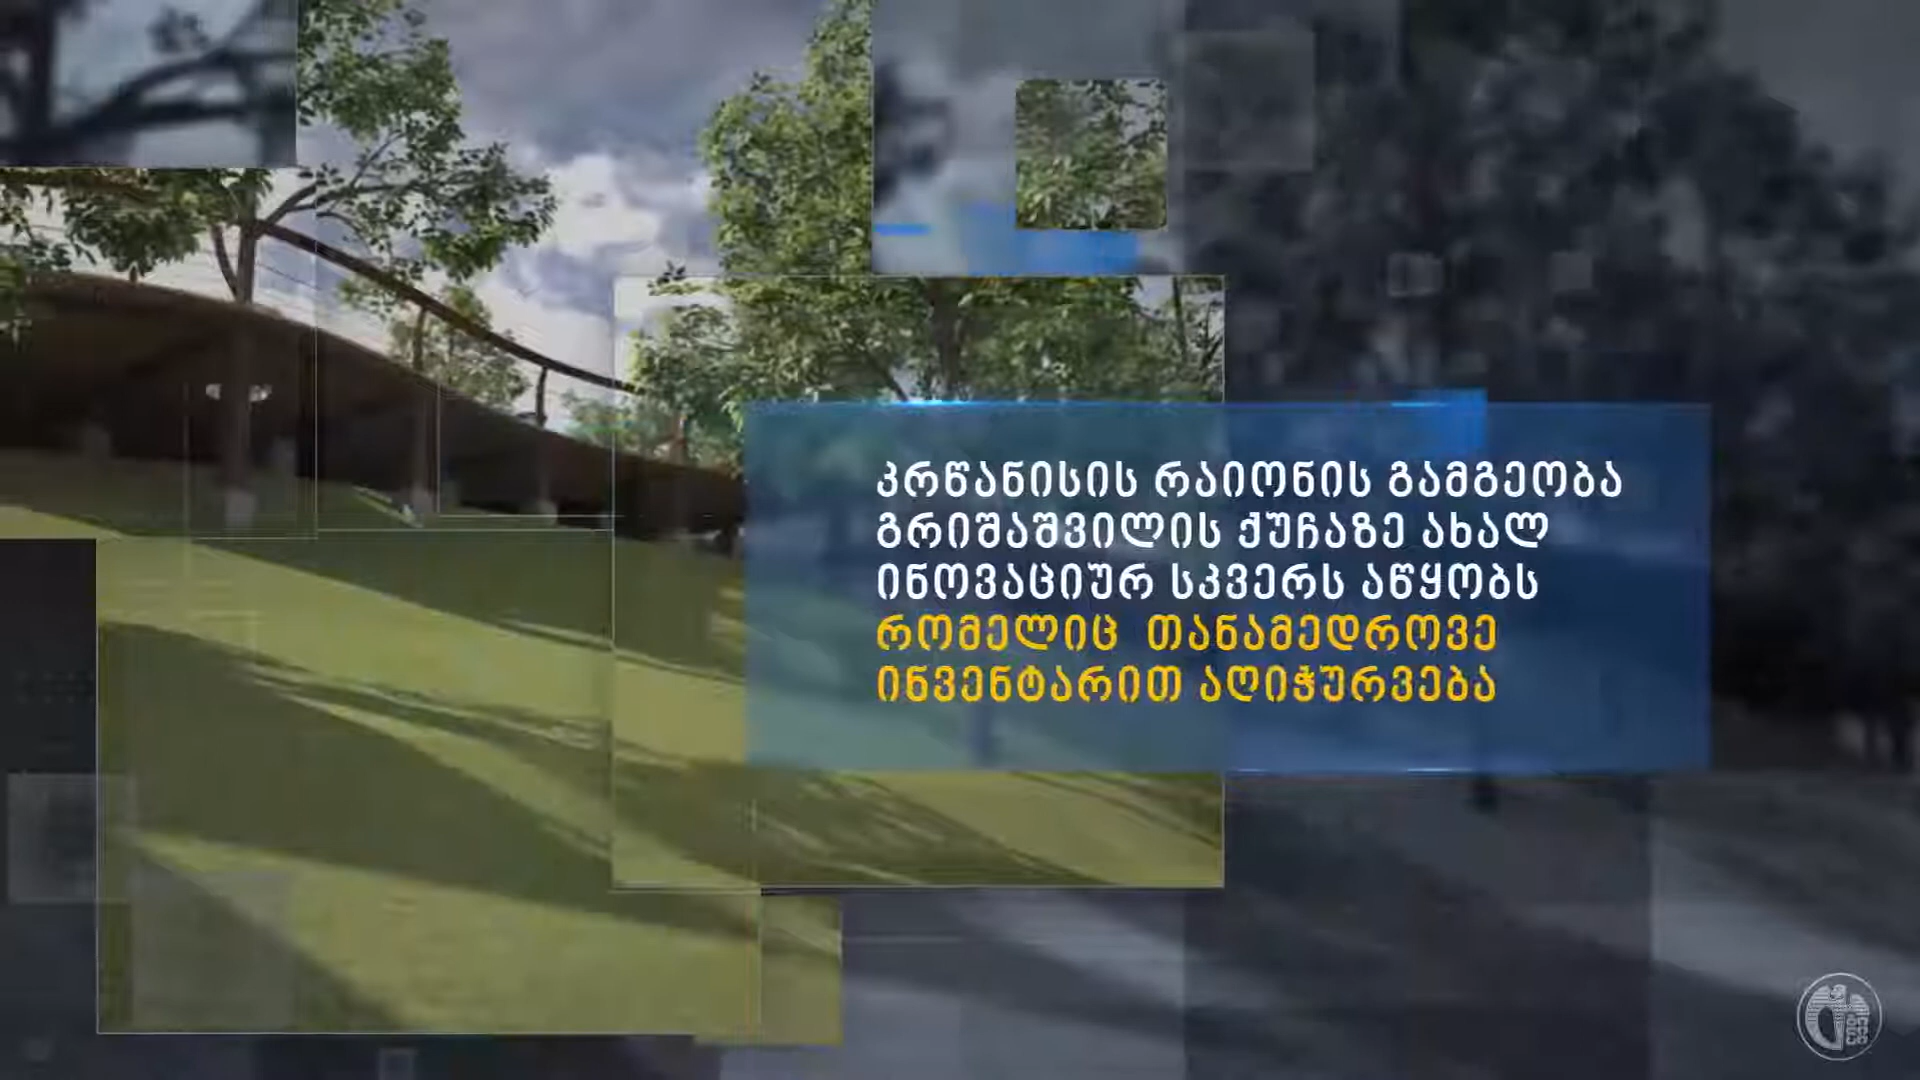 კრწანისის რაიონის გამგეობა
გრიშაშვილის ქუჩაზე ახალ
ინოვაციურ სკვერს აწყობს
რომელიც თანამედროვე
ინვენტარით აღიჭურვება